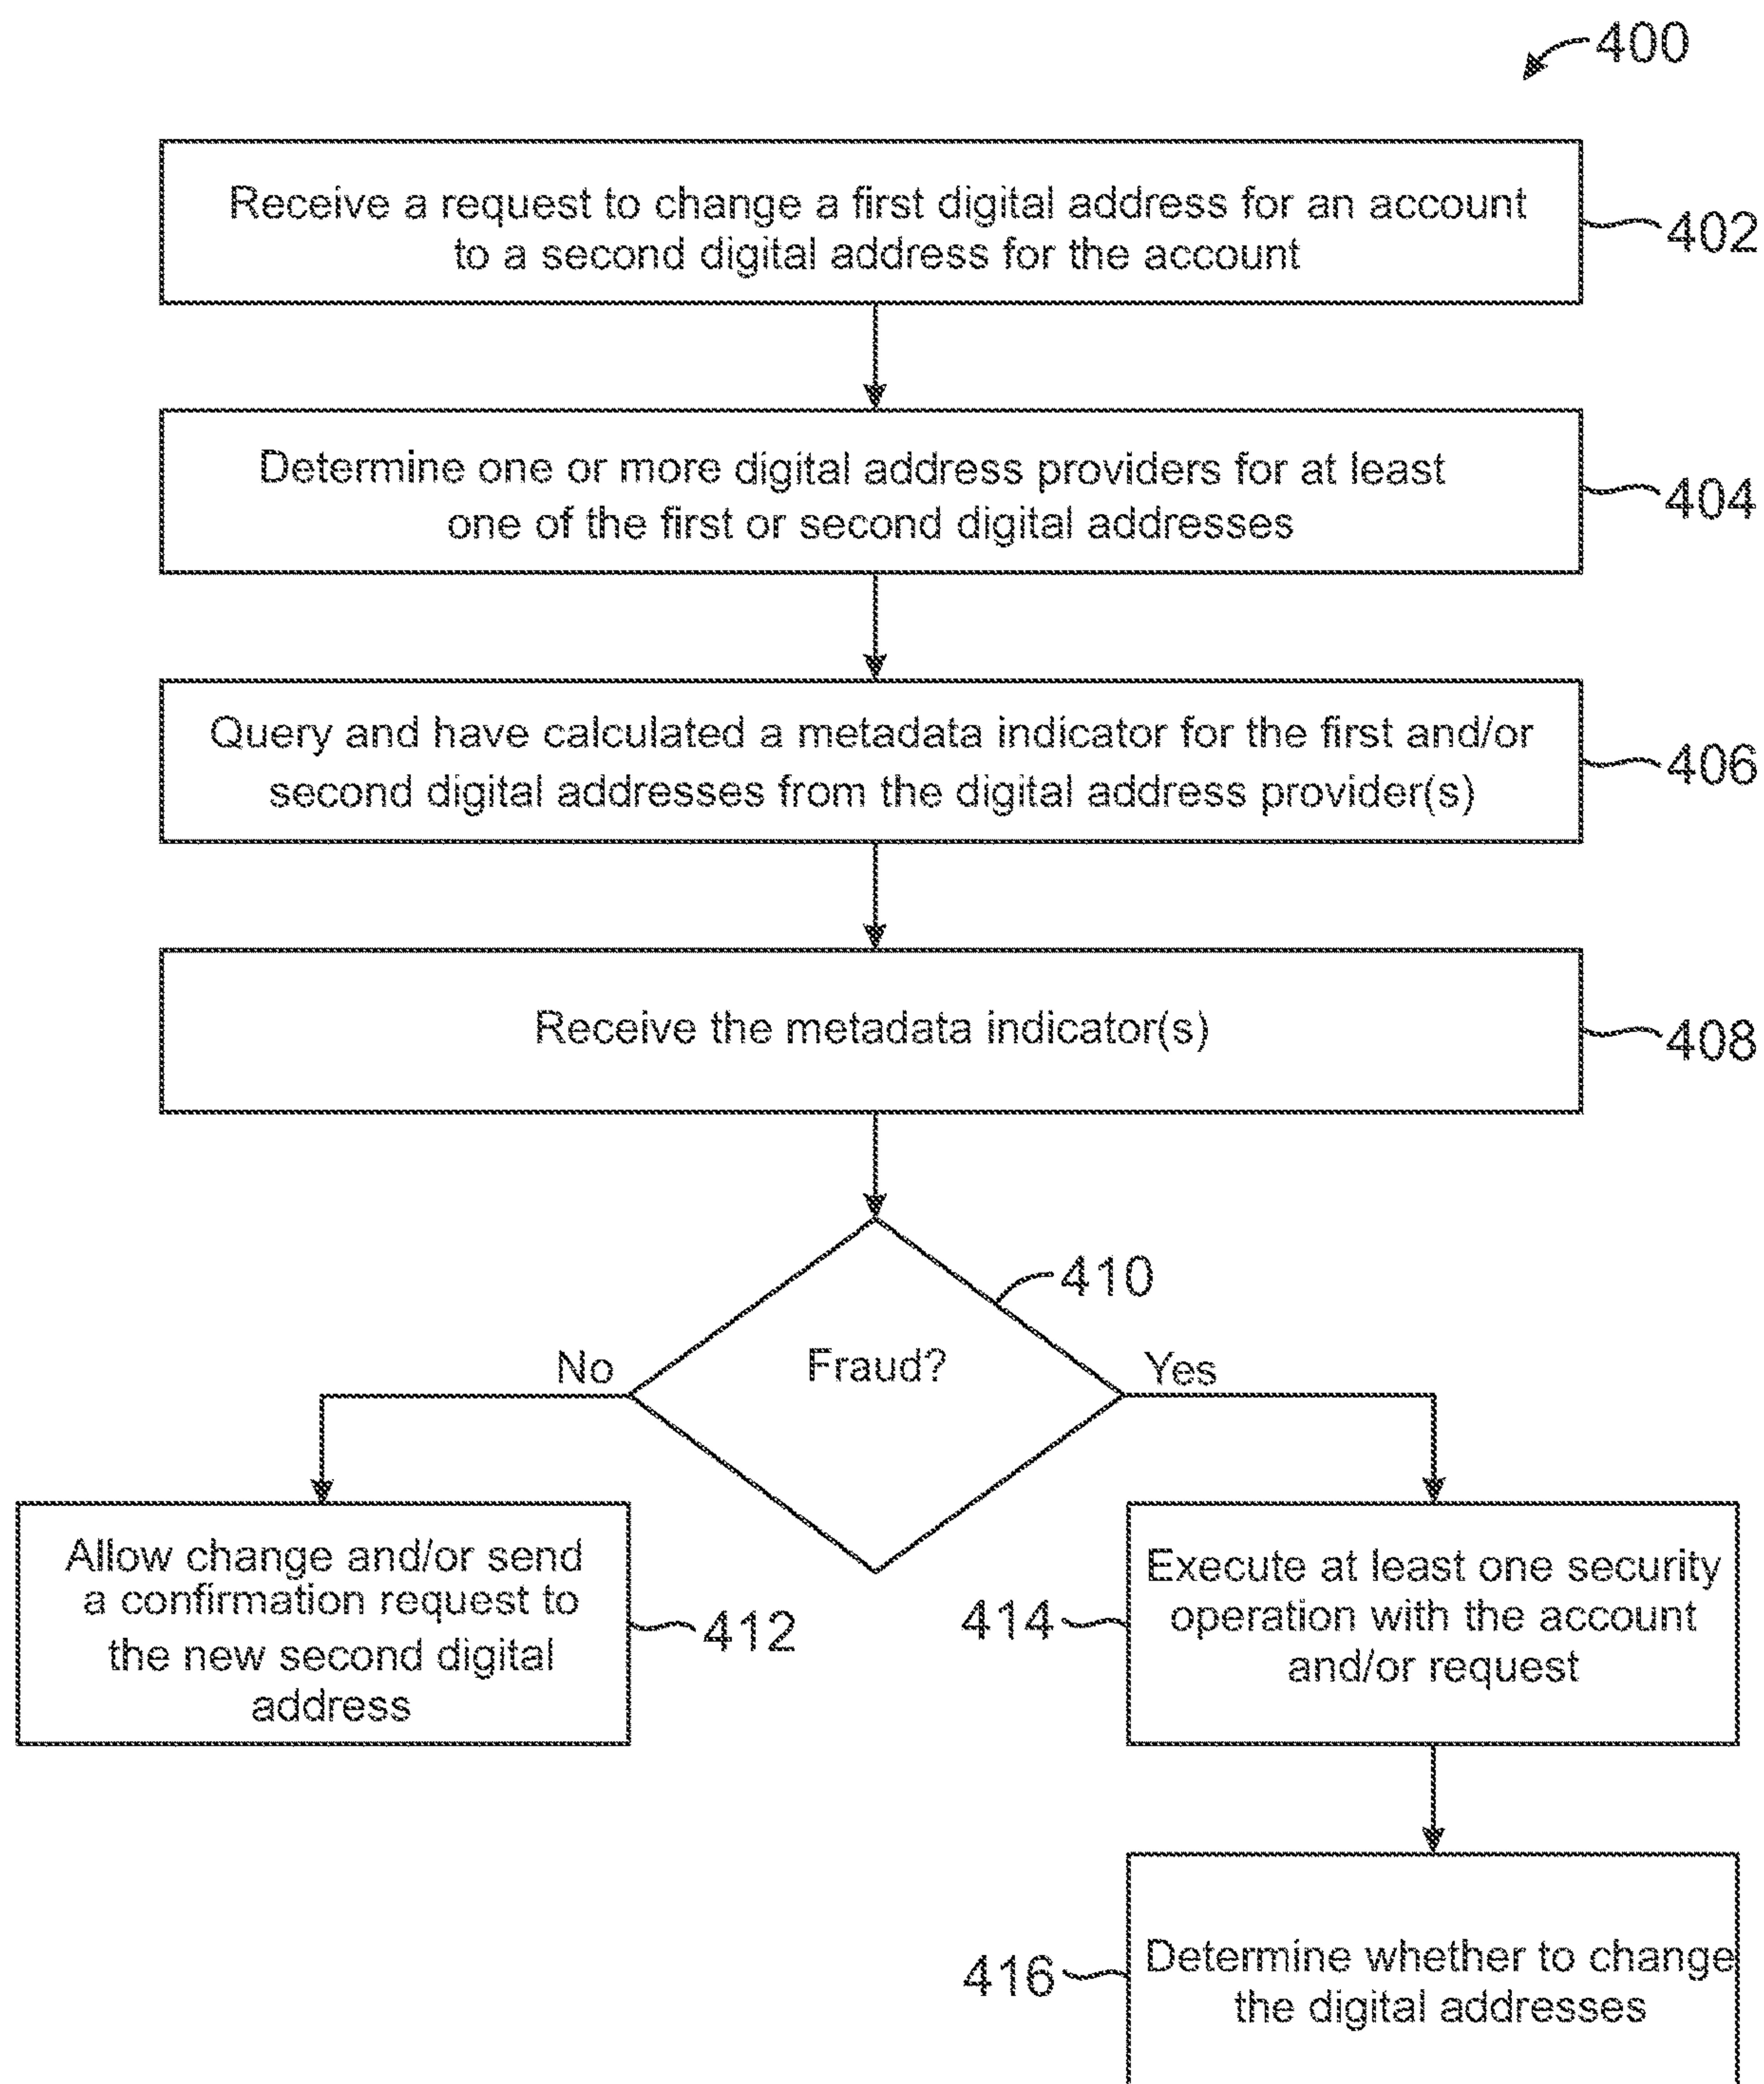 400
Receive a request to change a first digital address for an account
to a second digital address for the account
402
Determine one or more digital address providers for at least
one of the first or second digital addresses
404
Query and have calculated a metadata indicator for the first and/or
second digital addresses from the digital address provider(s)
406
Receive the metadata indicator(s)
408
410
No
Fraud?
Yes
Allow change and/or send
a confirmation request to
the new second digital
address
412
414
Execute at least one security
operation with the account
and/or request
416
Determine whether to change
the digital addresses